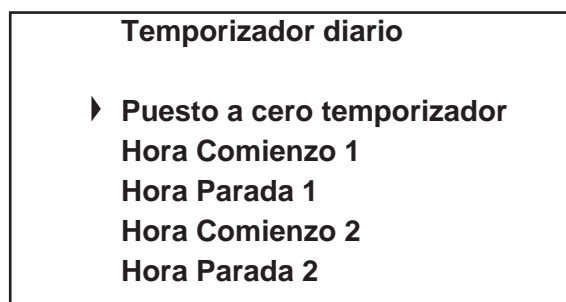 Temporizador diario
Puesto a cero temporizador
Hora Comienzo 1
Hora Parada 1
Hora Comienzo 2
Hora Parada 2